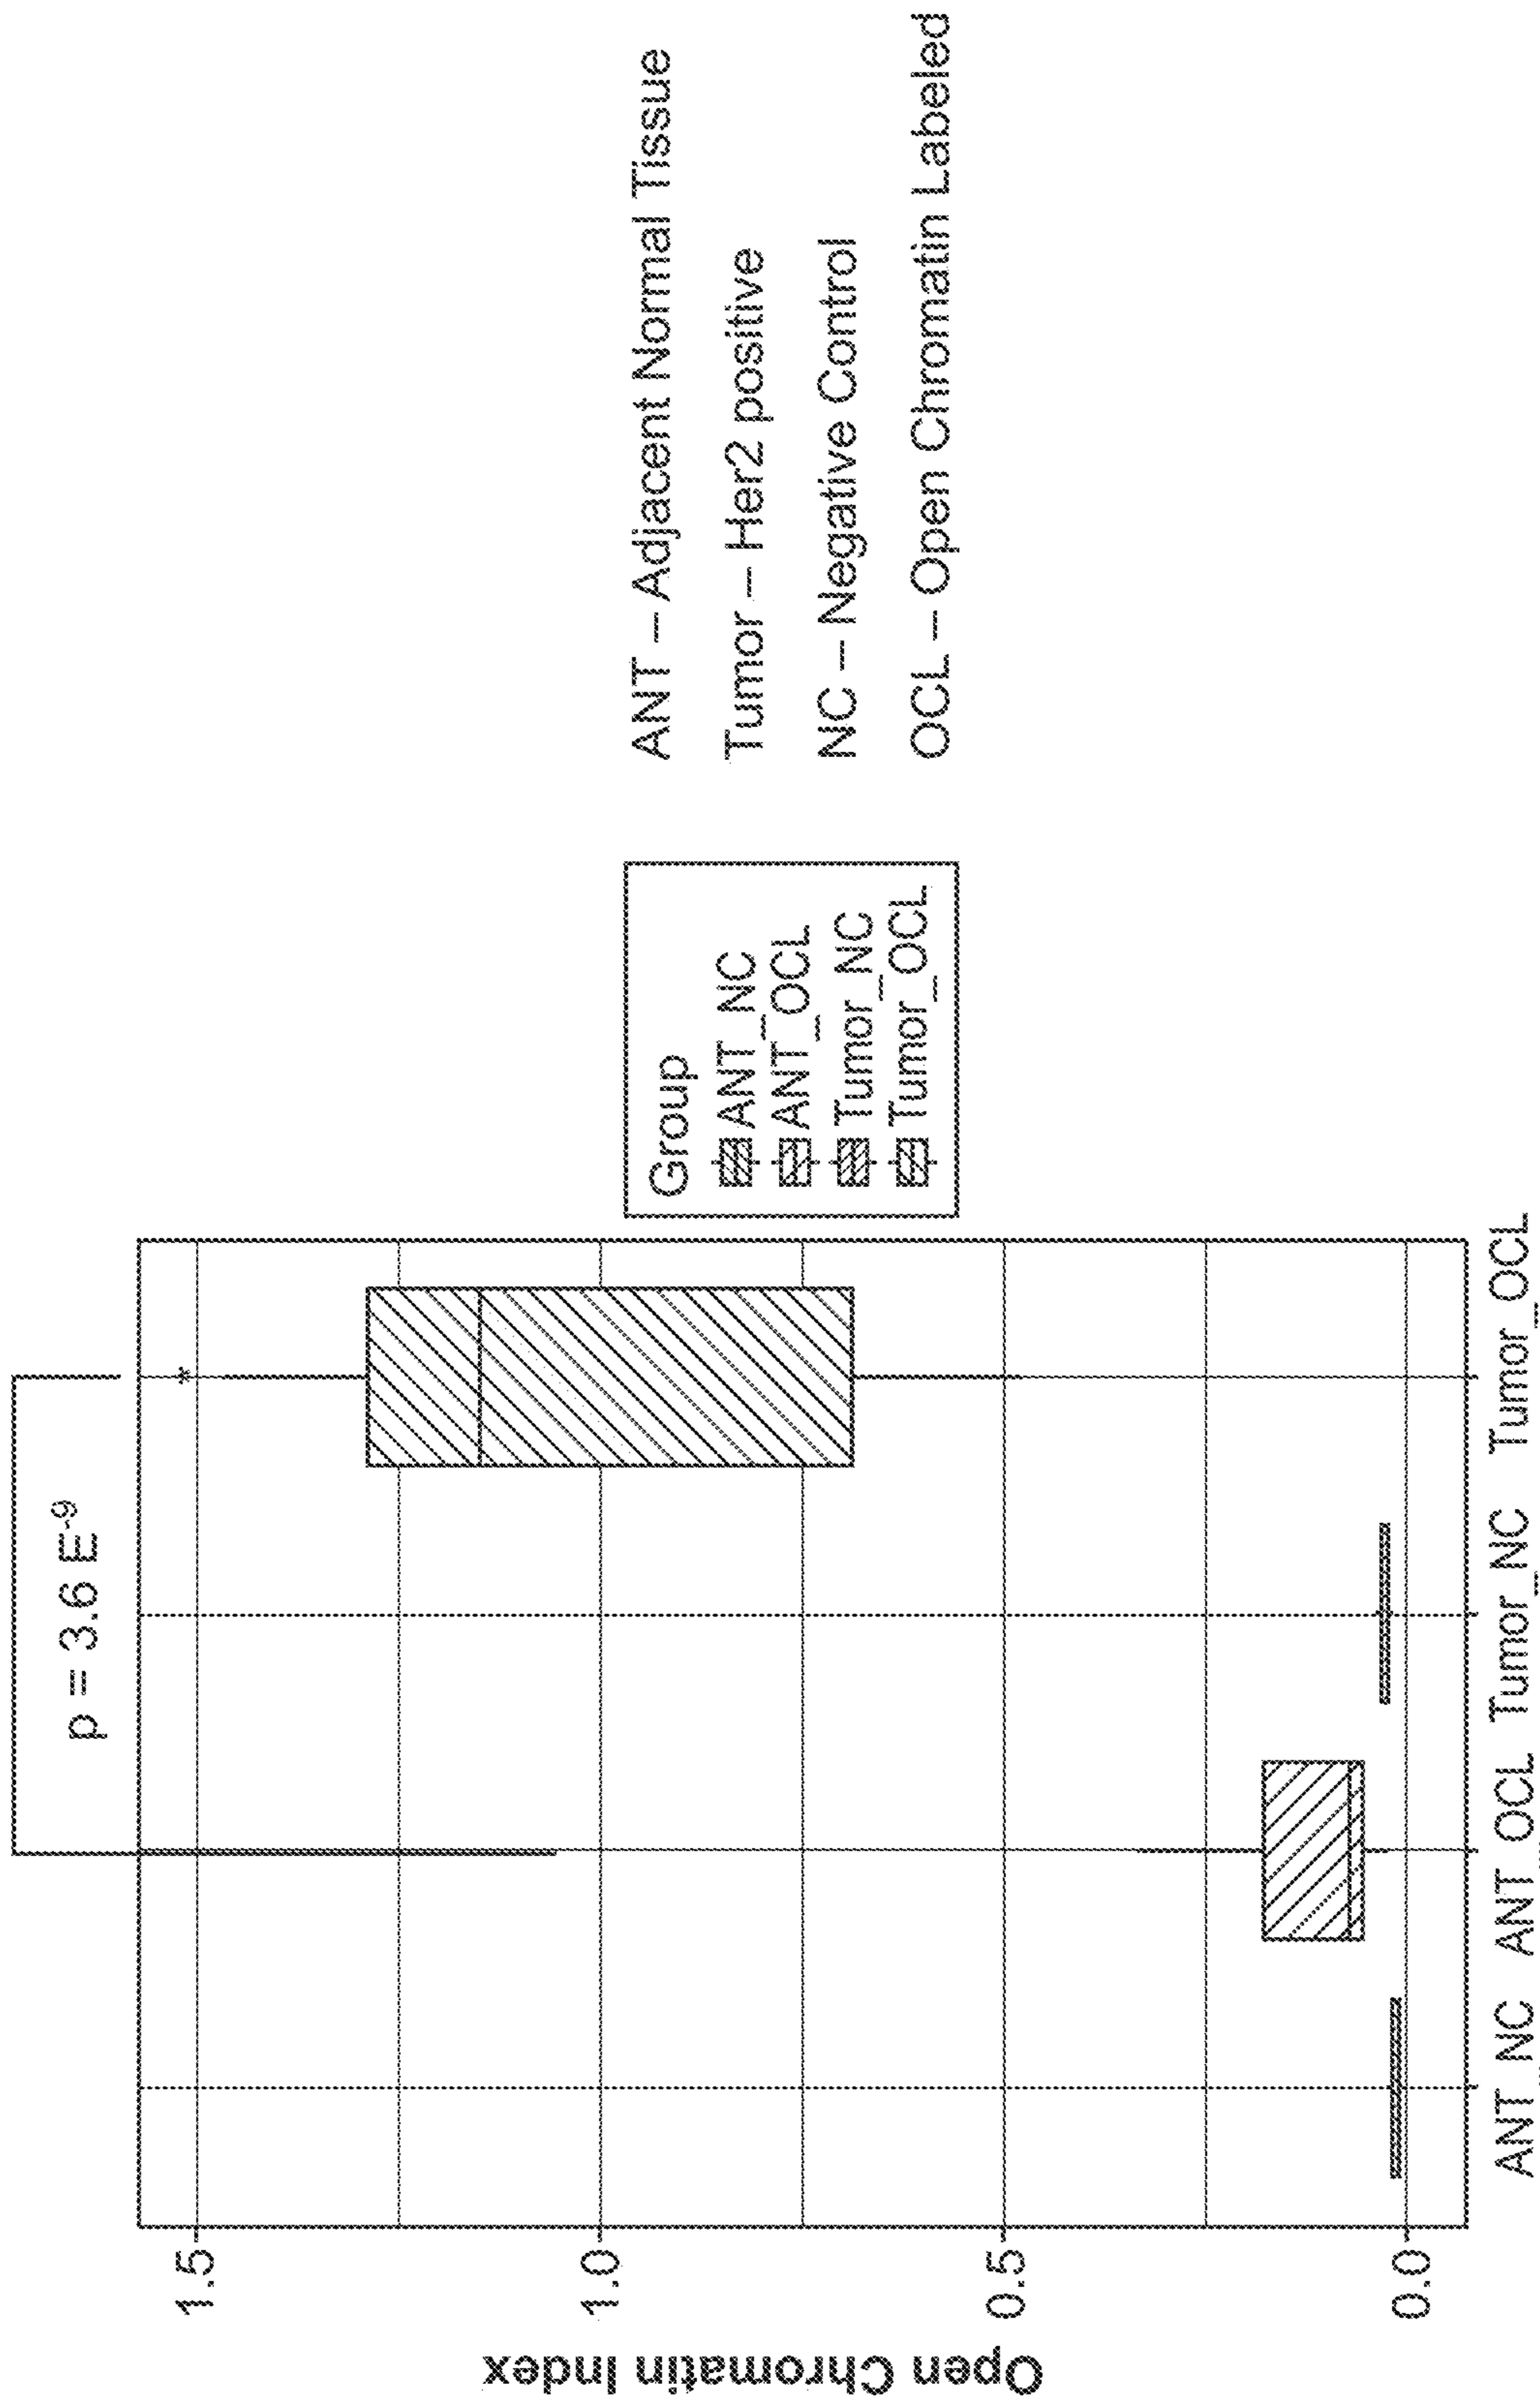 p = 3.6 E-9
*
Open Chromatin Index
1.5
1.0
0.5
0.0
ANT_NC
ANT_OCL
Tumor_NC
Tumor_OCL
Group
ANT_NC
ANT_OCL
Tumor_NC
Tumor_OCL
ANT – Adjacent Normal Tissue
Tumor – Her2 positive
NC – Negative Control
OCL – Open Chromatin Labeled